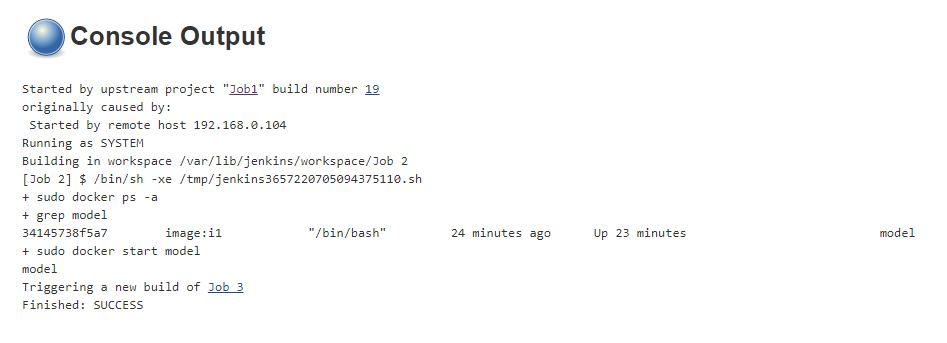 Console Output
Started by upstream project "Job1" build number 19
originally caused by:
 Started by remote host 192.168.0.104
Running as SYSTEM
Building in workspace /var/lib/jenkins/workspace/Job 2
[Job 2] $ /bin/sh -xe /tmp/jenkins3657220705094375110.sh
+ sudo docker ps -a
+ grep model
34145738f5a7        image:i1            "/bin/bash"         24 minutes ago      Up 23 minutes                           model
+ sudo docker start model
model
Triggering a new build of Job 3
Finished: SUCCESS